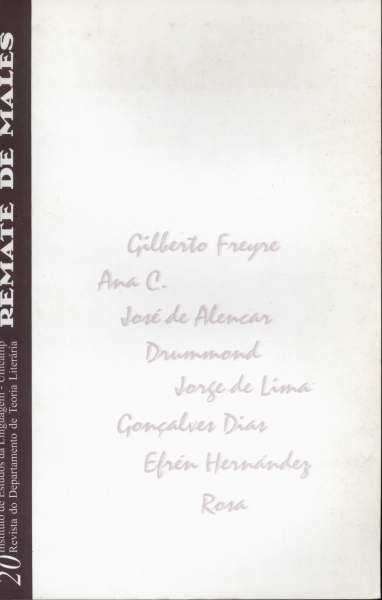 REMATE DE MALES
20
Instituto de Estudos da Linguagem - Unicamp
Revista do Departamento de Teoria Literária
Gilberto Freyre
Ana C.
José de Alencar
Drummond
Jorge de Lima
Gonçalves Dias
Efrén Hernández
Rosa